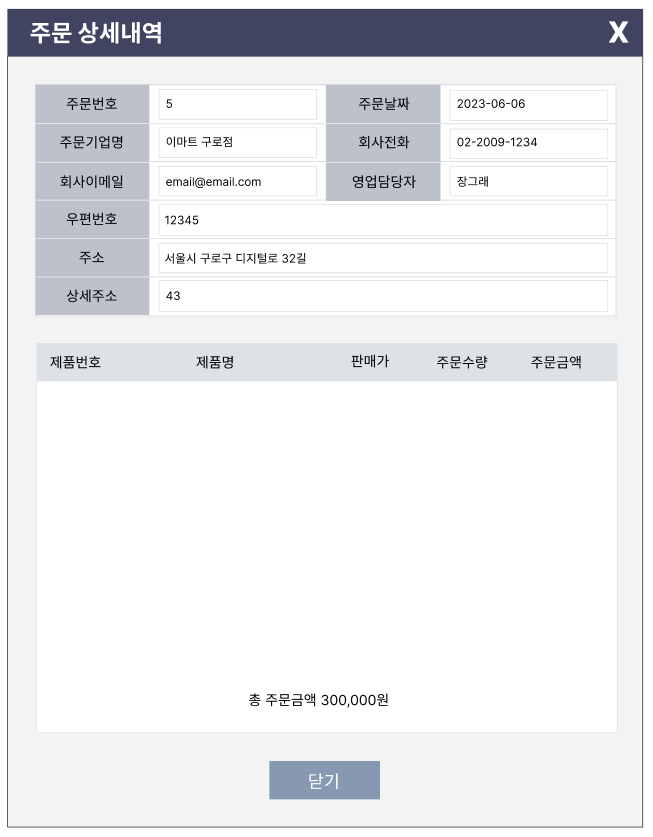 주문 상세내역 X
주문번호 5 주문날짜 2023-06-06
주문기업명 이마트 구로점 회사전화 02-2009-1234
회사이메일 email@email.com 영업담당자 장그래
우편번호 12345
주소 서울시 구로구 디지털로 32길
상세주소 43
제품번호 제품명 판매가 주문수량 주문금액
총 주문금액 300,000원
닫기